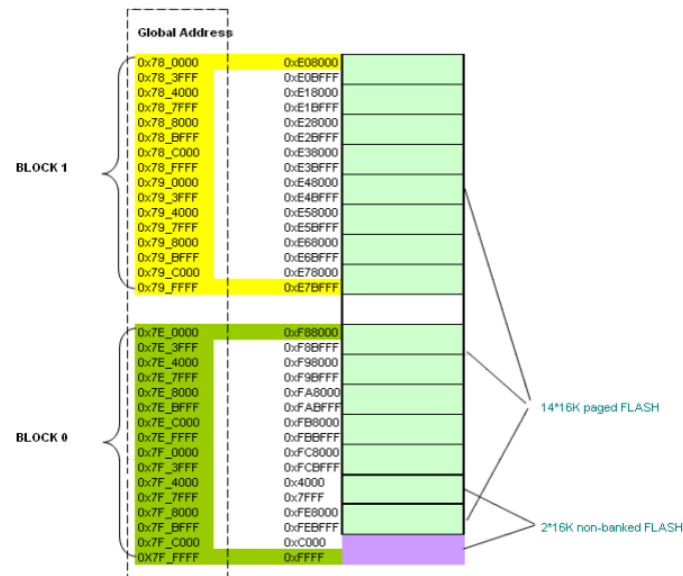 Global Address
0x78_0000 0xE08000
0x78_3FFF 0xE0BFFF
0x78_4000 0xE18000
0x78_7FFF 0xE1BFFF
0x78_8000 0xE28000
0x78_BFFF 0xE2BFFF
0x78_C000 0xE38000
BLOCK 1
0x78_FFFF 0xE3BFFF
0x79_0000 0xE48000
0x79_3FFF 0xE4BFFF
0x79_4000 0xE58000
0x79_7FFF 0xE5BFFF
0x79_8000 0xE68000
0x79_BFFF 0xE6BFFF
0x79_C000 0xE78000
0x79_FFFF 0xE7BFFF
0x7E_0000 0xF88000
0x7E_3FFF 0xF8BFFF
0x7E_4000 0xF98000
0x7E_7FFF 0xF9BFFF
0x7E_8000 0xFA8000
14*16K paged FLASH
0x7E_BFFF 0xFABFFF
0x7E_C000 0xFB8000
BLOCK 0
0x7E_FFFF 0xFBBFFF
0x7F_0000 0xFC8000
0x7F_3FFF 0xFCBFFF
0x7F_4000 0x4000
0x7F_7FFF 0x7FFF
0x7F_8000 0xFE8000
0x7F_BFFF 0xFEBFFF
2*16K non-banked FLASH
0x7F_C000 0xC000
0X7F_FFFF 0xFFFF